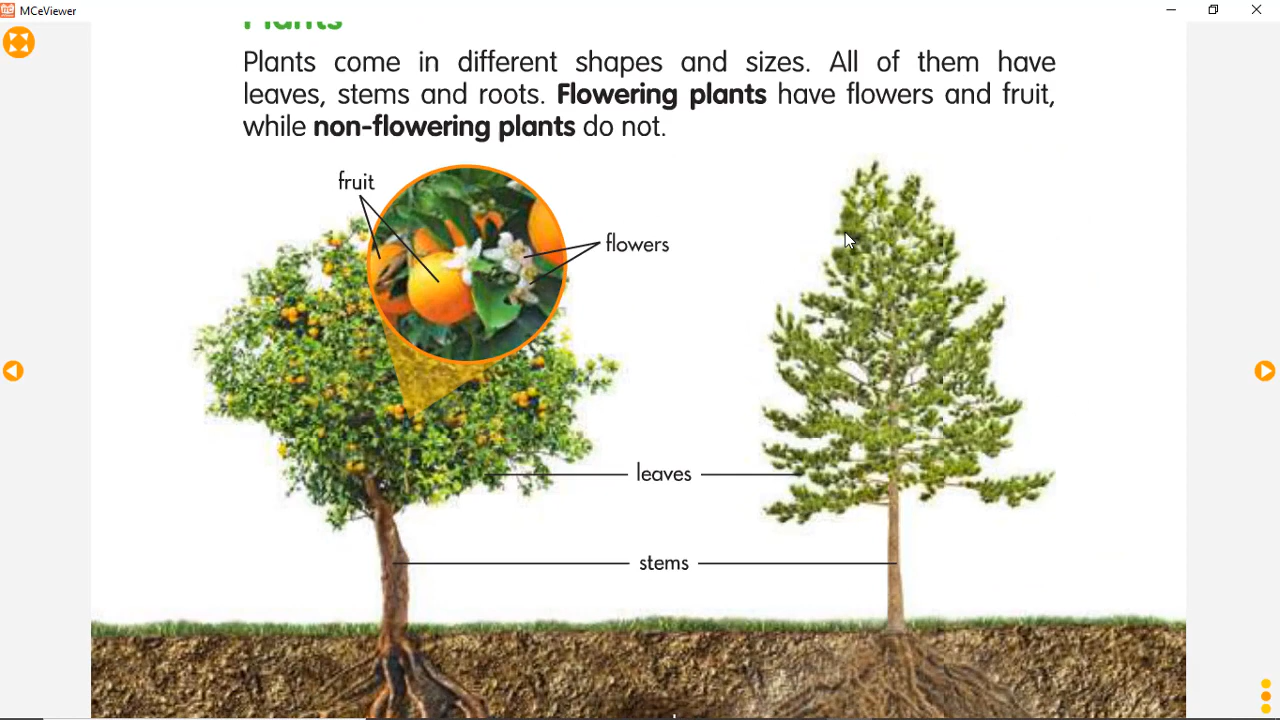 MCeViewer
Plants
Plants come in different shapes and sizes. All of them have
leaves, stems and roots. Flowering plants have flowers and fruit,
while non-flowering plants do not.
fruit
flowers
leaves
stems